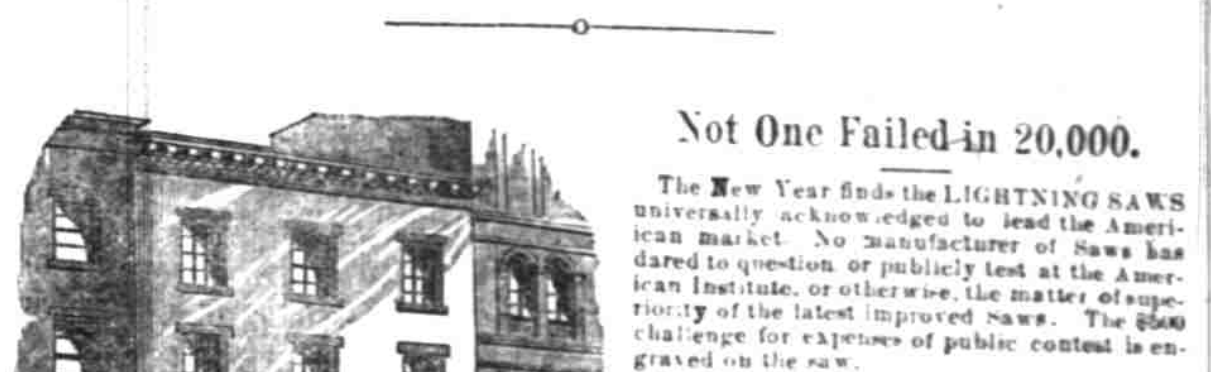 Not One Failed in 20,000.
The New Year finds the LIGHTNING SAWS
universally acknowledged to lead the Ameri-
ican market. No manufacturer of Saws has
dared to question or publicly test at the Amer-
ican Institute, or otherwise, the matter of supe-
riority of the latest improved Saws. The $500
challenge for expenses of public contest is en-
graved on the saw.